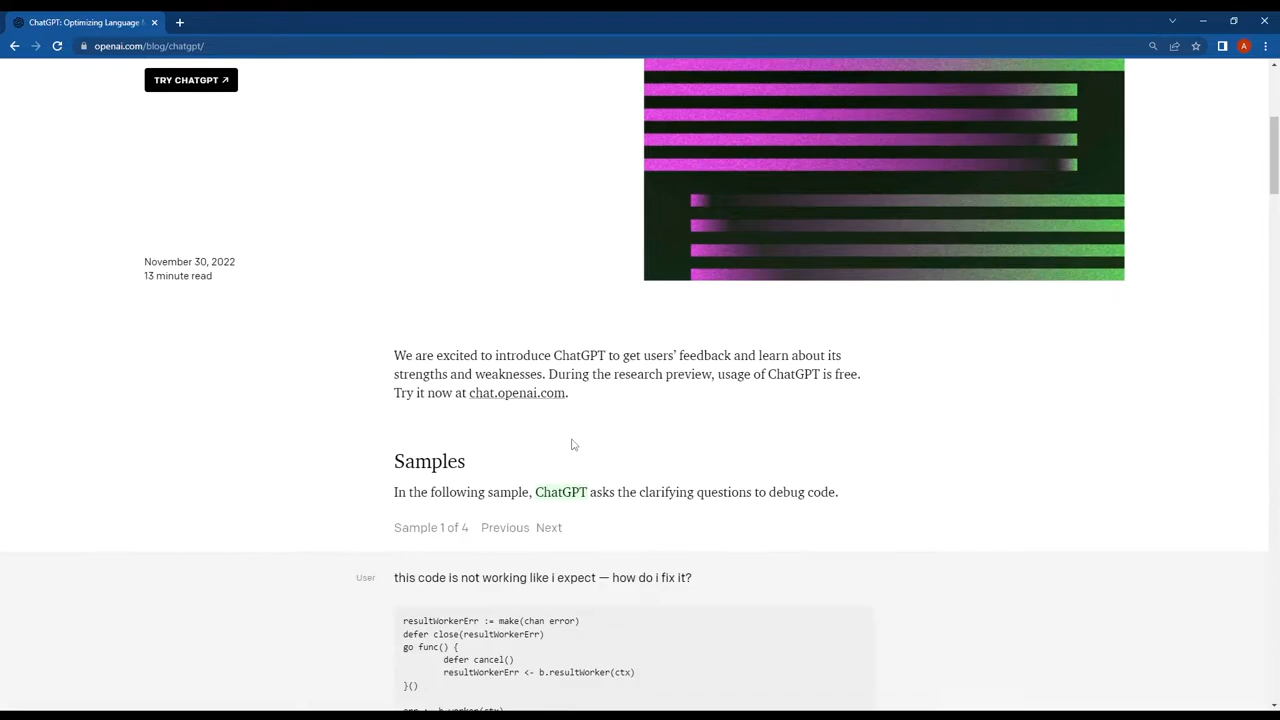 ChatGPT: Optimizing Language
openai.com/blog/chatgpt/
A
TRY CHATGPT ↗
November 30, 2022
13 minute read
We are excited to introduce ChatGPT to get users’ feedback and learn about its
strengths and weaknesses. During the research preview, usage of ChatGPT is free.
Try it now at chat.openai.com.
Samples
In the following sample, ChatGPT asks the clarifying questions to debug code.
Sample 1 of 4 Previous Next
User this code is not working like i expect — how do i fix it?
resultWorkerErr := make(chan error)
defer close(resultWorkerErr)
go func() {
defer cancel()
resultWorkerErr <- b.resultWorker(ctx)
}()
err := b.worker(ctx)